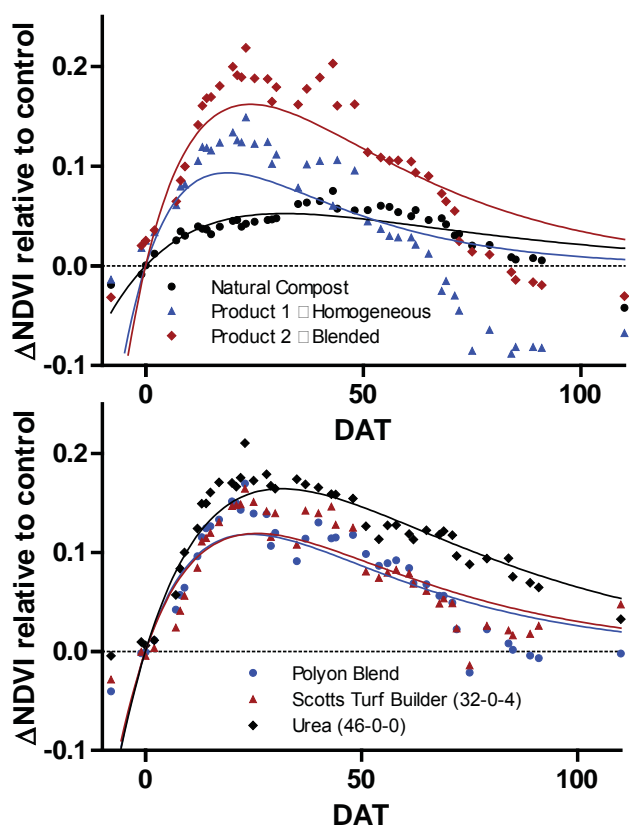 ΔNDVI relative to control
0.2
0.1
0.0
-0.1
Natural Compost
Product 1 □Homogeneous
Product 2 □Blended
0
50
100
DAT
ΔNDVI relative to control
0.2
0.1
0.0
-0.1
Polyon Blend
Scotts Turf Builder (32-0-4)
Urea (46-0-0)
0
50
100
DAT